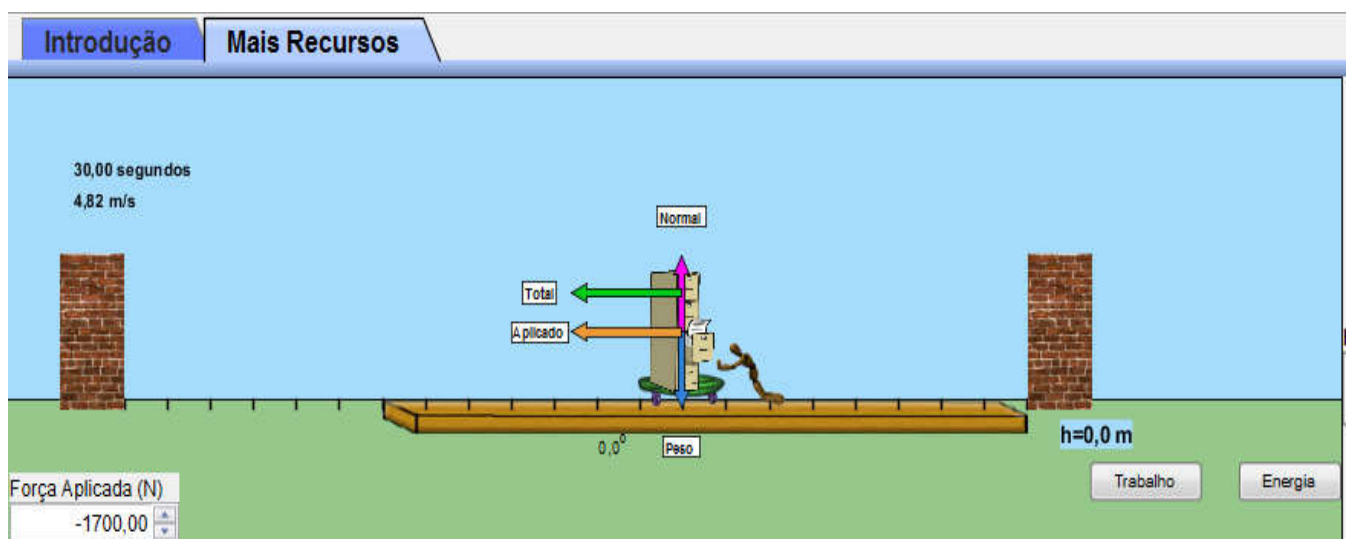 Introdução
Mais Recursos
30,00 segundos
4,82 m/s
Normal
Total
Aplicado
0,0⁰
Peso
h=0,0 m
Trabalho
Energia
Força Aplicada (N)
-1700,00